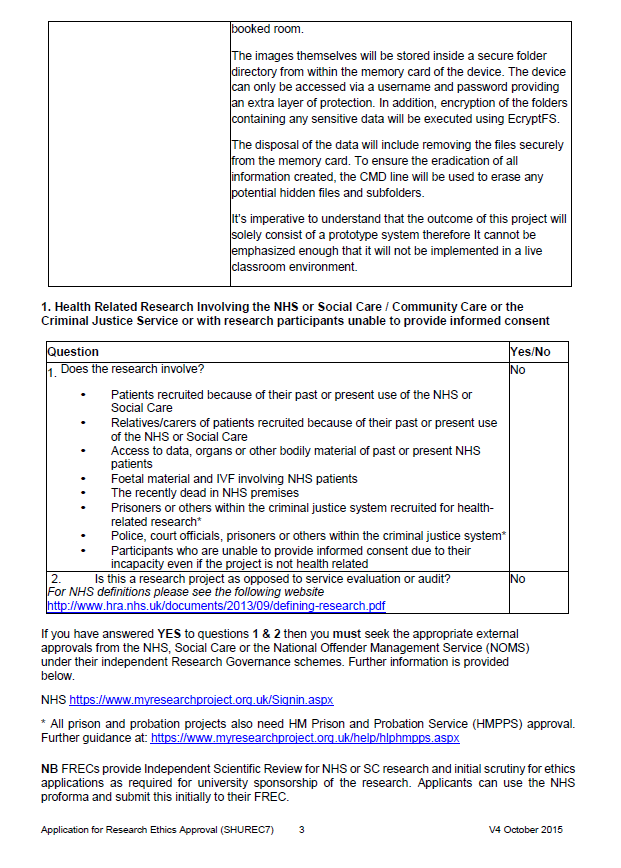 booked room.
The images themselves will be stored inside a secure folder
directory from within the memory card of the device. The device
can only be accessed via a username and password providing
an extra layer of protection. In addition, encryption of the folders
containing any sensitive data will be executed using EcryptFS.
The disposal of the data will include removing the files securely
from the memory card. To ensure the eradication of all
information created, the CMD line will be used to erase any
potential hidden files and subfolders.
It's imperative to understand that the outcome of this project will
solely consist of a prototype system therefore It cannot be
emphasized enough that it will not be implemented in a live
classroom environment.
1. Health Related Research Involving the NHS or Social Care / Community Care or the
Criminal Justice Service or with research participants unable to provide informed consent
Question Yes/No
1. Does the research involve? No
• Patients recruited because of their past or present use of the NHS or
Social Care
• Relatives/carers of patients recruited because of their past or present use
of the NHS or Social Care
• Access to data, organs or other bodily material of past or present NHS
patients
• Foetal material and IVF involving NHS patients
• The recently dead in NHS premises
• Prisoners or others within the criminal justice system recruited for health-
related research*
• Police, court officials, prisoners or others within the criminal justice system*
• Participants who are unable to provide informed consent due to their
incapacity even if the project is not health related
2. Is this a research project as opposed to service evaluation or audit? No
For NHS definitions please see the following website
http://www.hra.nhs.uk/documents/2013/09/defining-research.pdf
If you have answered YES to questions 1 & 2 then you must seek the appropriate external
approvals from the NHS, Social Care or the National Offender Management Service (NOMS)
under their independent Research Governance schemes. Further information is provided
below.
NHS https://www.myresearchproject.org.uk/Signin.aspx
* All prison and probation projects also need HM Prison and Probation Service (HMPPS) approval.
Further guidance at: https://www.myresearchproject.org.uk/help/hlphmpps.aspx
NB FRECs provide Independent Scientific Review for NHS or SC research and initial scrutiny for ethics
applications as required for university sponsorship of the research. Applicants can use the NHS
proforma and submit this initially to their FREC.
Application for Research Ethics Approval (SHUREC7) 3 V4 October 2015